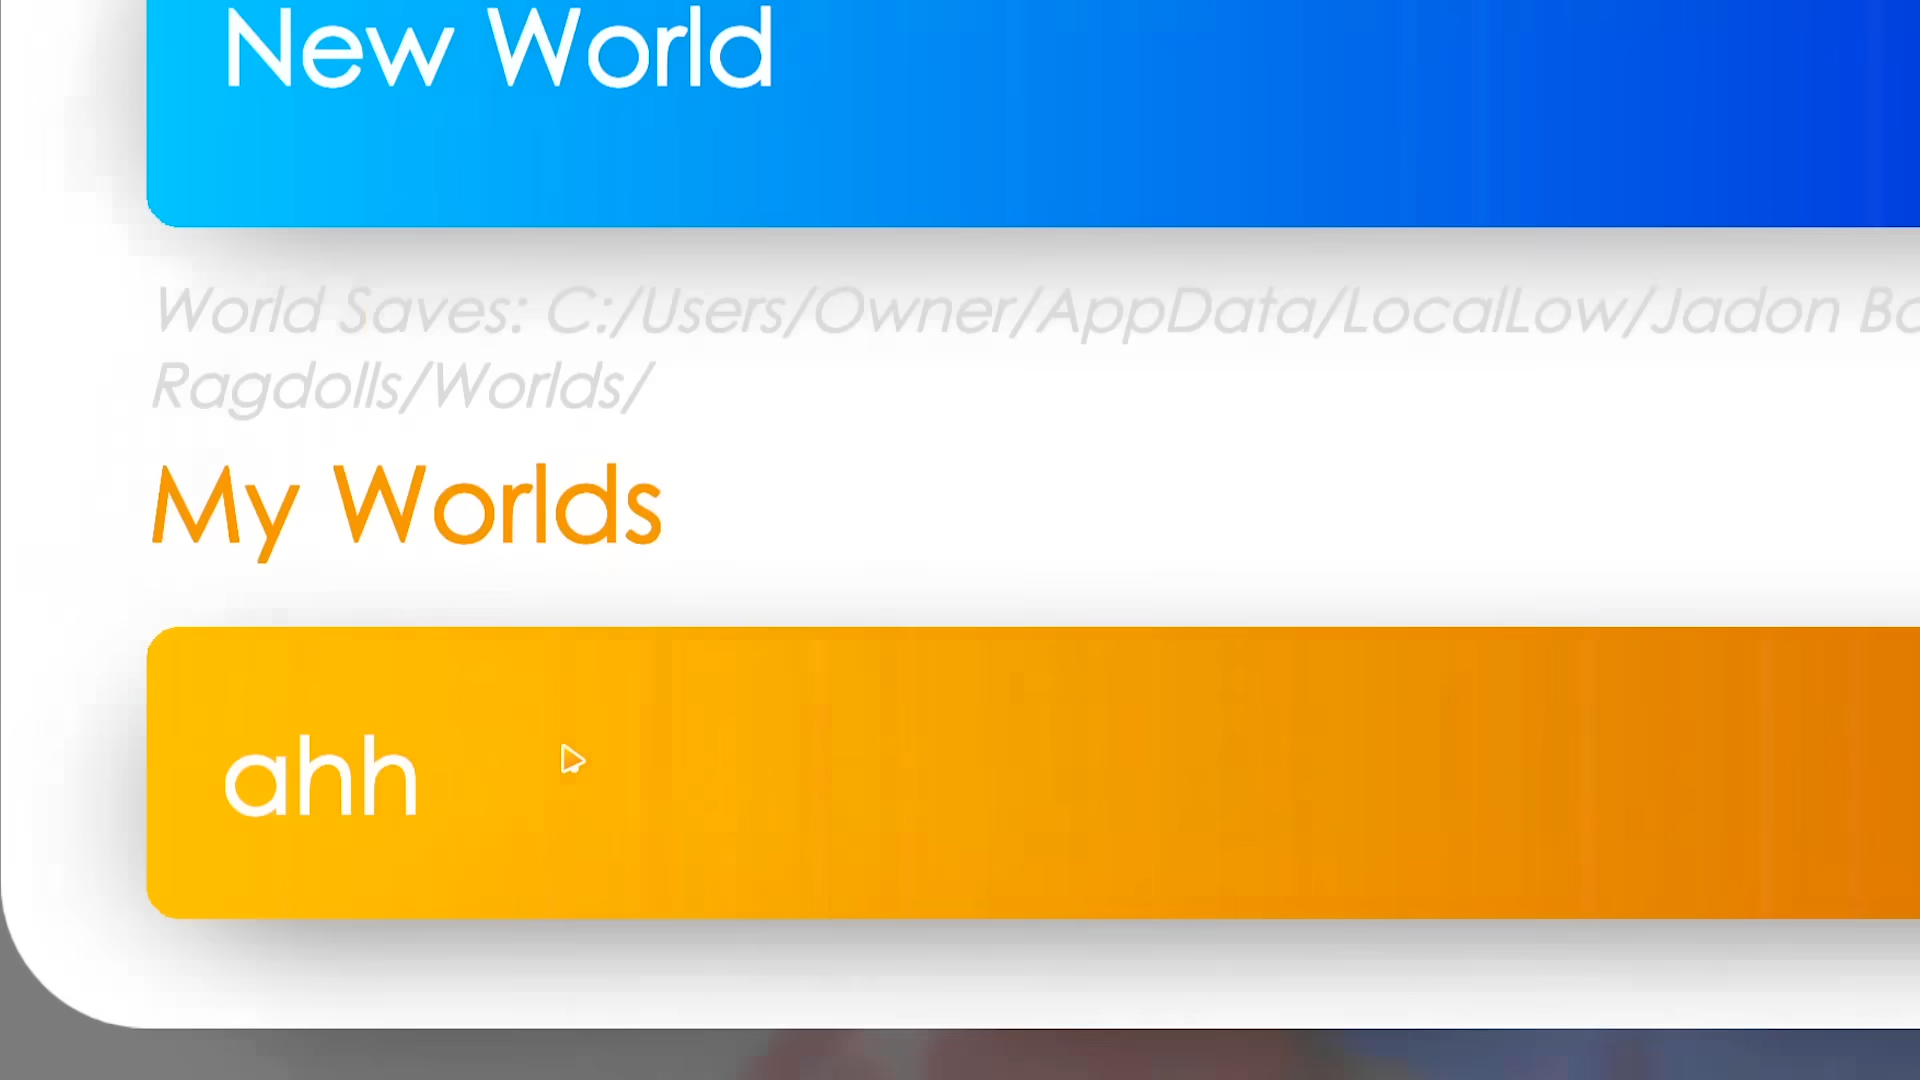 New World
World Saves: C:/Users/Owner/AppData/LocalLow/Jadon
Ragdolls/Worlds/
My Worlds
ahh